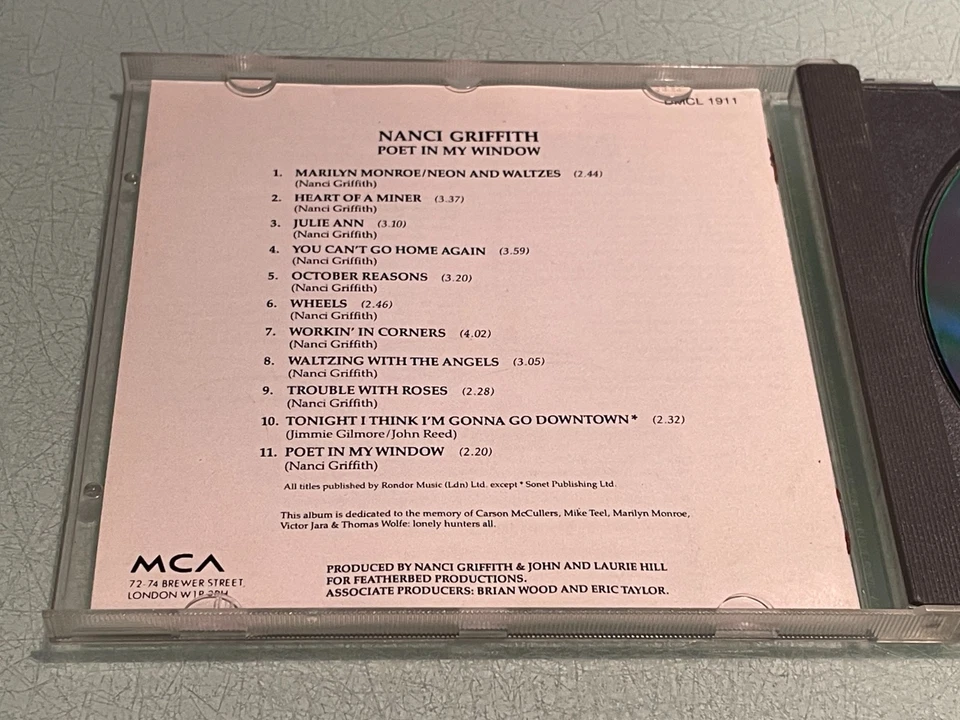 DMCL 1911
NANCI GRIFFITH
POET IN MY WINDOW
1. MARILYN MONROE/NEON AND WALTZES (2.44)
(Nanci Griffith)
2. HEART OF A MINER (3.37)
(Nanci Griffith)
3. JULIE ANN (3.10)
(Nanci Griffith)
4. YOU CAN'T GO HOME AGAIN (3.59)
(Nanci Griffith)
5. OCTOBER REASONS (3.20)
(Nanci Griffith)
6. WHEELS (2.46)
(Nanci Griffith)
7. WORKIN' IN CORNERS (4.02)
(Nanci Griffith)
8. WALTZING WITH THE ANGELS (3.05)
(Nanci Griffith)
9. TROUBLE WITH ROSES (2.28)
(Nanci Griffith)
10. TONIGHT I THINK I'M GONNA GO DOWNTOWN* (2.32)
(Jimmie Gilmore/John Reed)
11. POET IN MY WINDOW (2.20)
(Nanci Griffith)
All titles published by Rondor Music (Ldn) Ltd. except * Sonet Publishing Ltd.
This album is dedicated to the memory of Carson McCullers, Mike Teel, Marilyn Monroe,
Victor Jara & Thomas Wolfe: lonely hunters all.
MCA
72-74 BREWER STREET,
LONDON W1R
PRODUCED BY NANCI GRIFFITH & JOHN AND LAURIE HILL
FOR FEATHERBED PRODUCTIONS.
ASSOCIATE PRODUCERS: BRIAN WOOD AND ERIC TAYLOR.